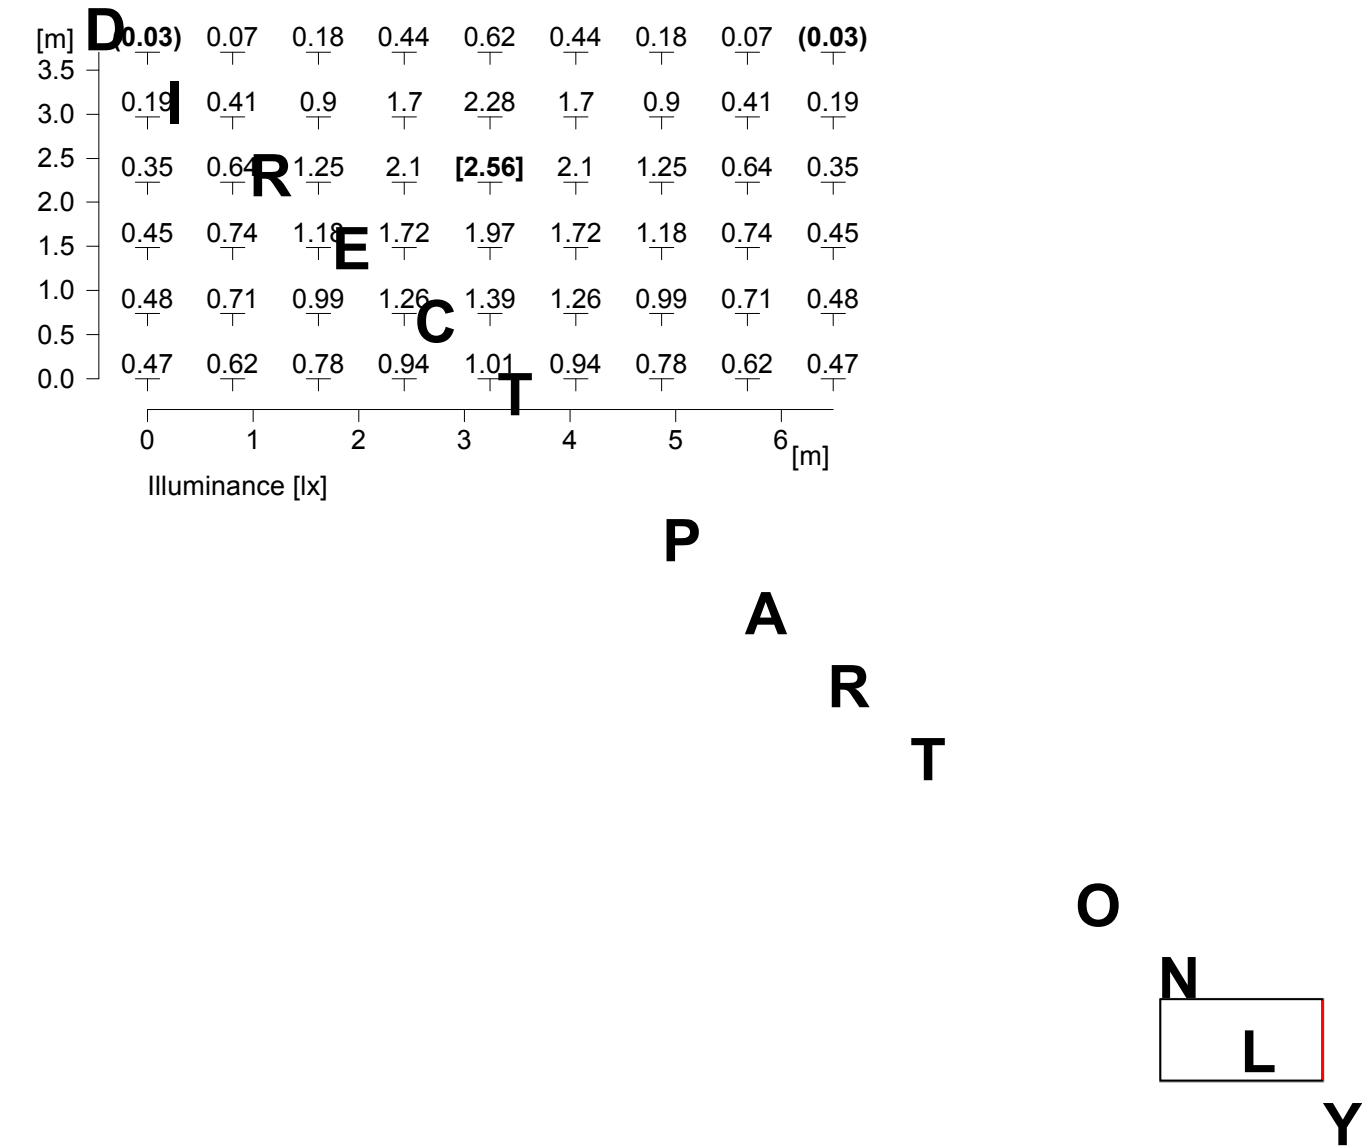 [m] (0.03) 0.07 0.18 0.44 0.62 0.44 0.18 0.07 (0.03)
3.5
3.0 0.19 0.41 0.9 1.7 2.28 1.7 0.9 0.41 0.19
2.5 0.35 0.64 1.25 2.1 [2.56] 2.1 1.25 0.64 0.35
2.0
1.5 0.45 0.74 1.18 1.72 1.97 1.72 1.18 0.74 0.45
1.0 0.48 0.71 0.99 1.26 1.39 1.26 0.99 0.71 0.48
0.5
0.0 0.47 0.62 0.78 0.94 1.01 0.94 0.78 0.62 0.47
0 1 2 3 4 5 6 [m]
Illuminance [lx]
DIRECT PART ONLY